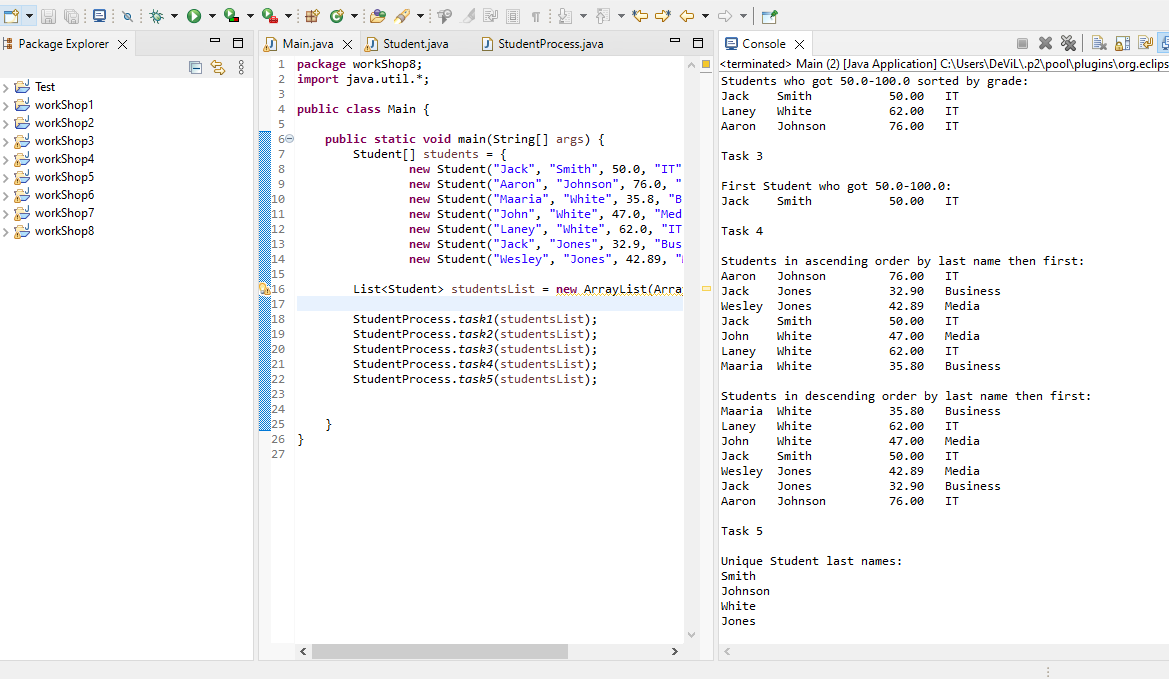 Package Explorer
Test
workShop1
workShop2
workShop3
workShop4
workShop5
workShop6
workShop7
workShop8
Main.java
Student.java
StudentProcess.java
1 package workShop8;
2 import java.util.*;
3
4 public class Main {
5
6 public static void main(String[] args) {
7 Student[] students = {
8 new Student("Jack", "Smith", 50.0, "IT"
9 new Student("Aaron", "Johnson", 76.0, "
10 new Student("Maaria", "White", 35.8, "B
11 new Student("John", "White", 47.0, "Med
12 new Student("Laney", "White", 62.0, "IT
13 new Student("Jack", "Jones", 32.9, "Bus
14 new Student("Wesley", "Jones", 42.89, "
15
16 List<Student> studentsList = new ArrayList(Arra
17
18 StudentProcess.task1(studentsList);
19 StudentProcess.task2(studentsList);
20 StudentProcess.task3(studentsList);
21 StudentProcess.task4(studentsList);
22 StudentProcess.task5(studentsList);
23
24
25 }
26 }
27
Console
<terminated> Main (2) [Java Application] C:\Users\DeViL\.p2\pool\plugins\org.eclips
Students who got 50.0-100.0 sorted by grade:
Jack Smith 50.00 IT
Laney White 62.00 IT
Aaron Johnson 76.00 IT
Task 3
First Student who got 50.0-100.0:
Jack Smith 50.00 IT
Task 4
Students in ascending order by last name then first:
Aaron Johnson 76.00 IT
Jack Jones 32.90 Business
Wesley Jones 42.89 Media
Jack Smith 50.00 IT
John White 47.00 Media
Laney White 62.00 IT
Maaria White 35.80 Business
Students in descending order by last name then first:
Maaria White 35.80 Business
Laney White 62.00 IT
John White 47.00 Media
Jack Smith 50.00 IT
Wesley Jones 42.89 Media
Jack Jones 32.90 Business
Aaron Johnson 76.00 IT
Task 5
Unique Student last names:
Smith
Johnson
White
Jones